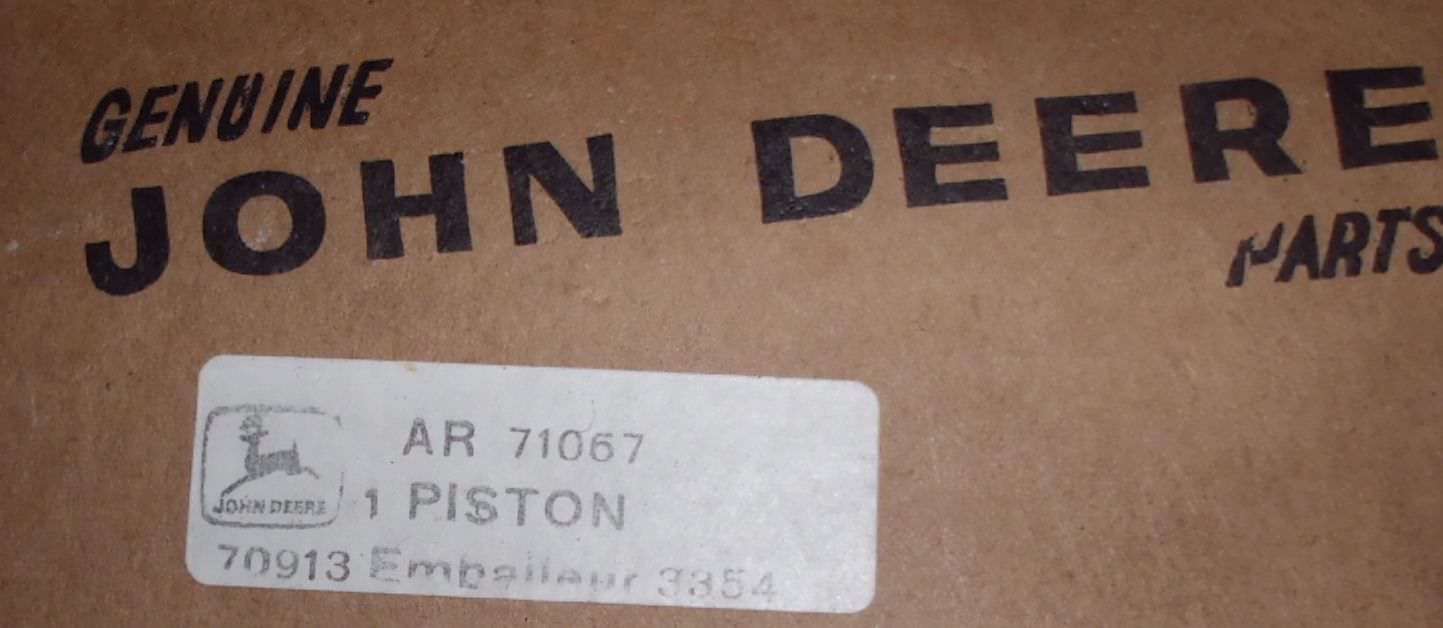 GENUINE
JOHN DEERE
PARTS
AR 71067
JOHN DEERE
1 PISTON
70913 Emballeur 3354